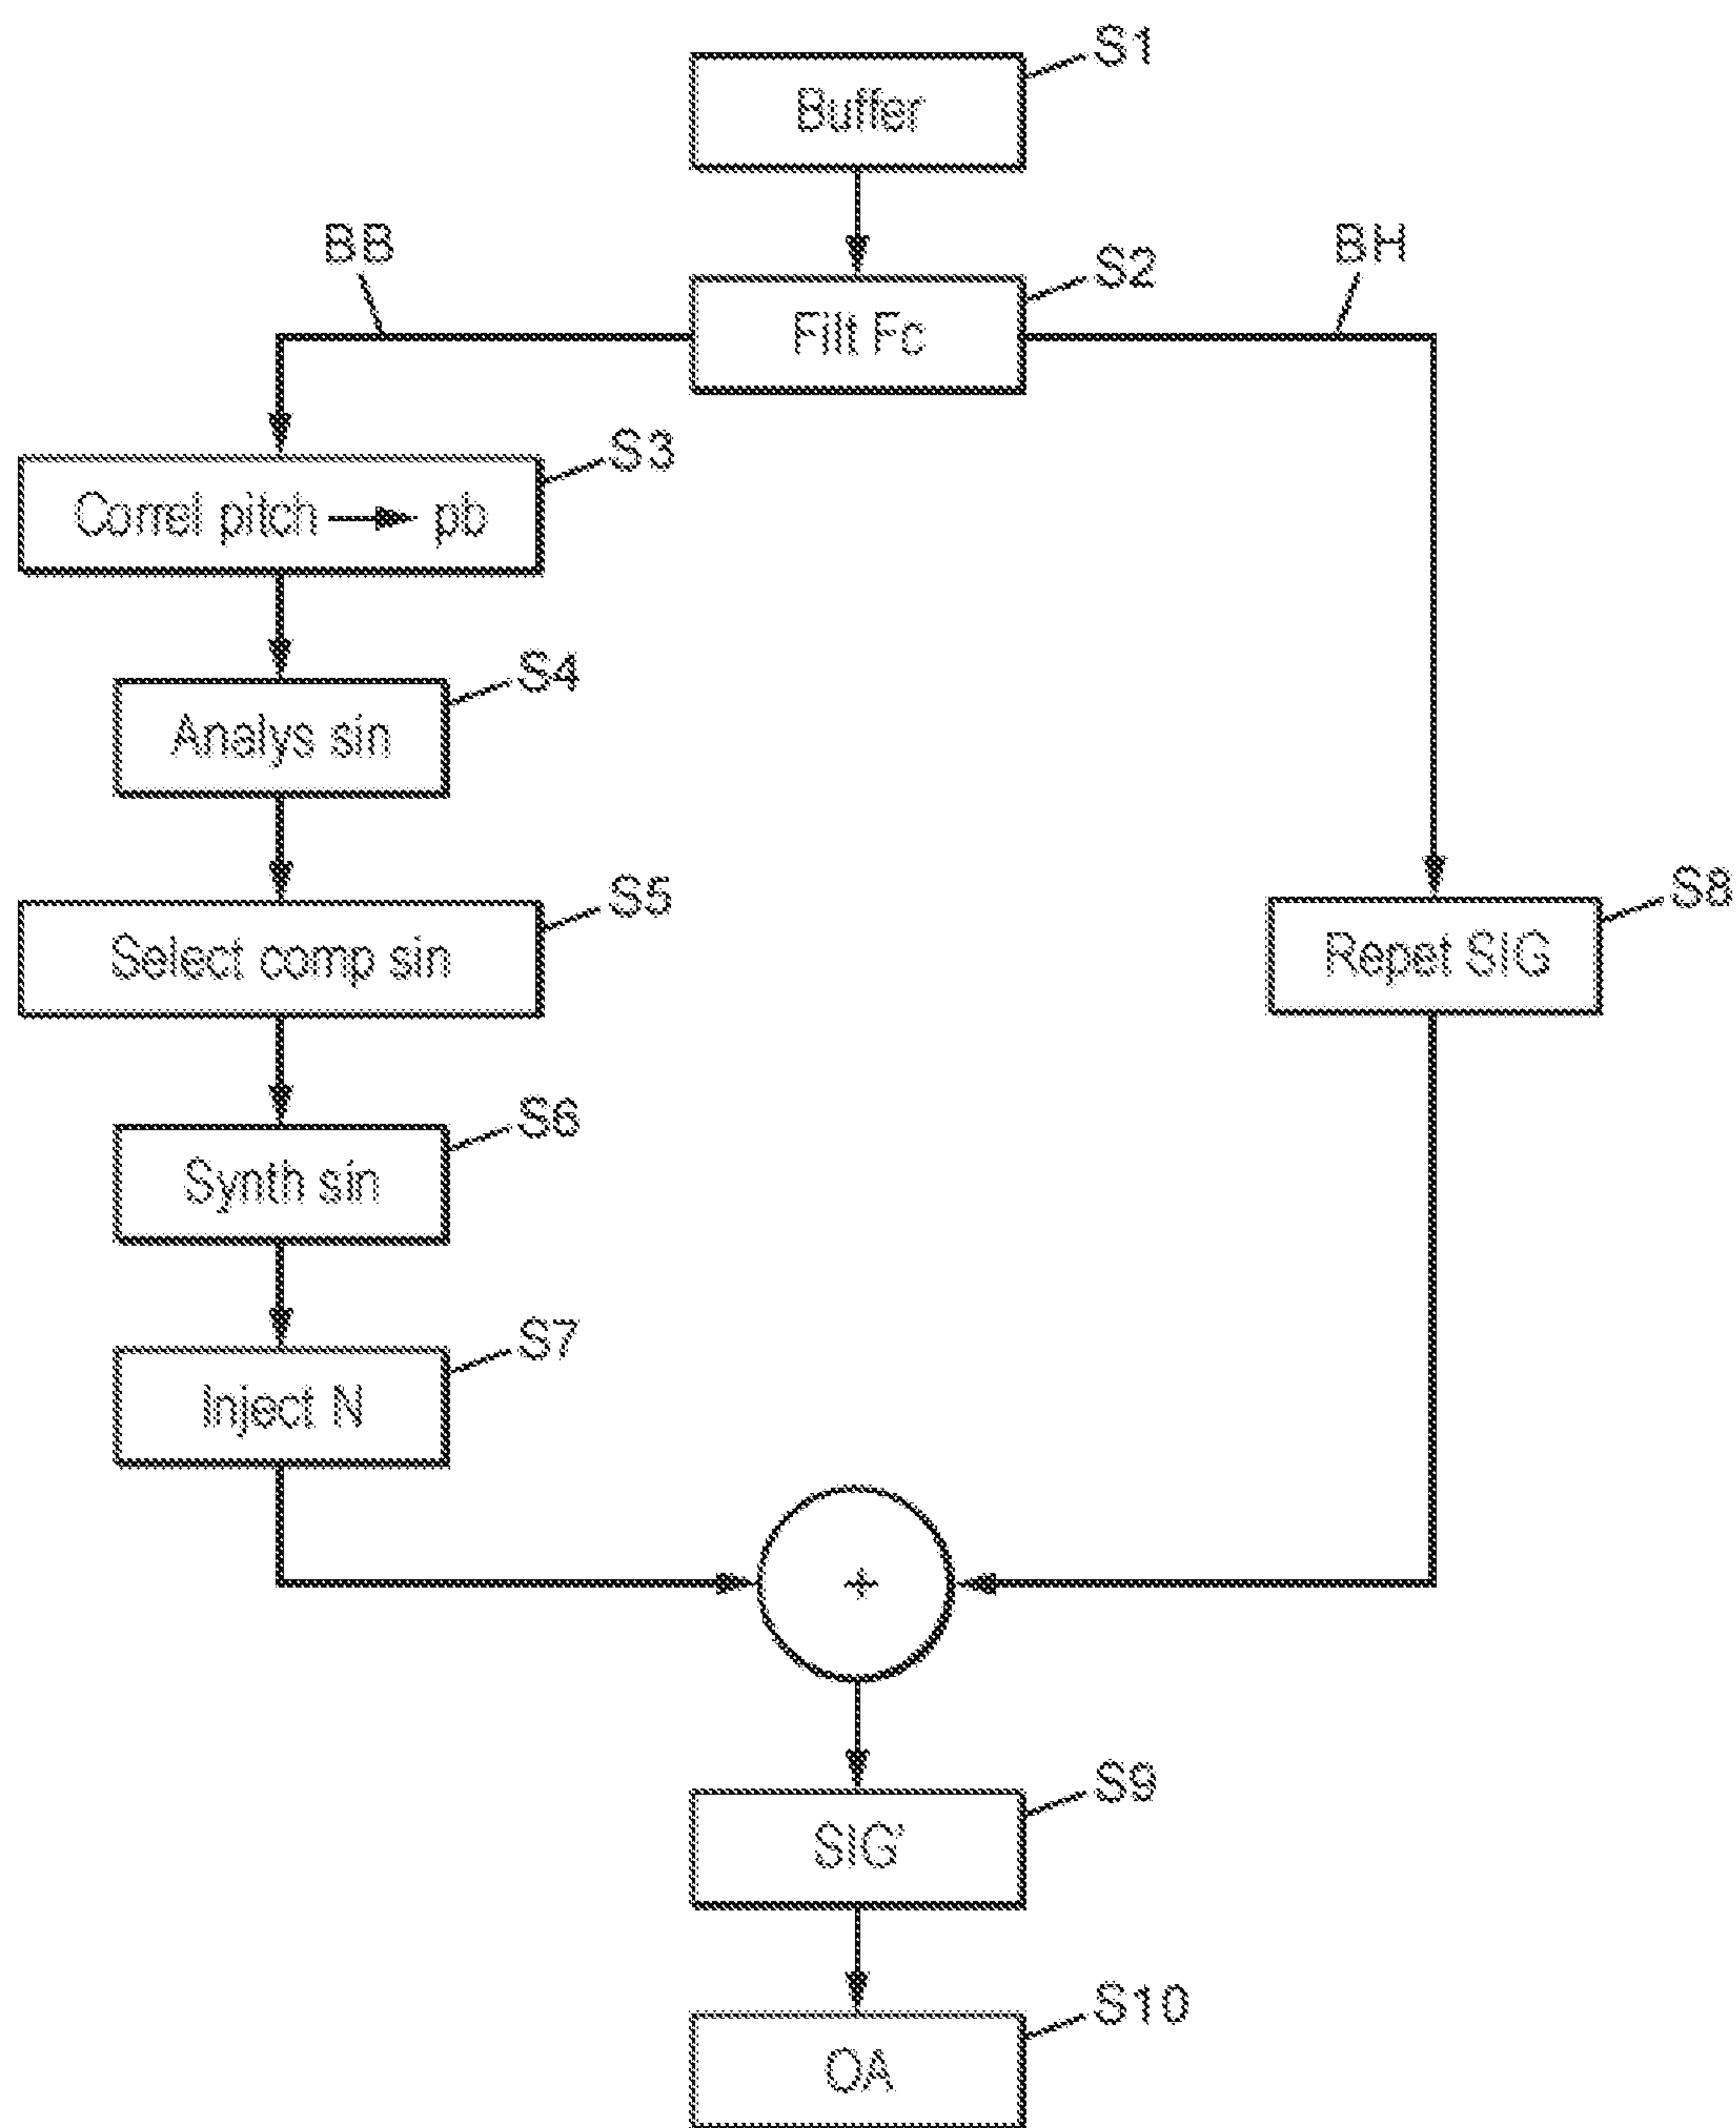 S1
Buffer
BB
BH
S2
Filt Fc
S3
Correl pitch → pb
S4
Analys sin
S5
Select comp sin
S8
Repet SIG
S6
Synth sin
S7
Inject N
+
S9
SIG'
S10
OA